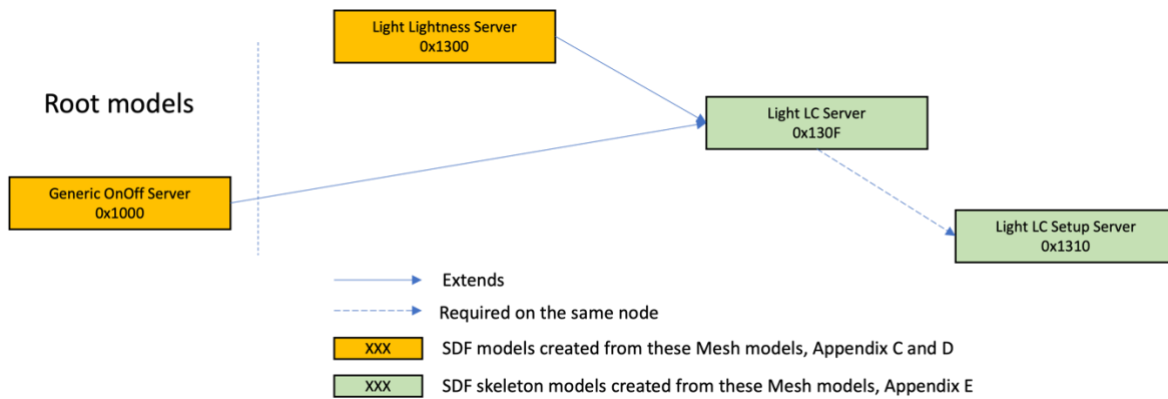 Light Lightness Server
0x1300
Root models
Light LC Server
0x130F
Generic OnOff Server
0x1000
Light LC Setup Server
0x1310
Extends
Required on the same node
XXX SDF models created from these Mesh models, Appendix C and D
XXX SDF skeleton models created from these Mesh models, Appendix E